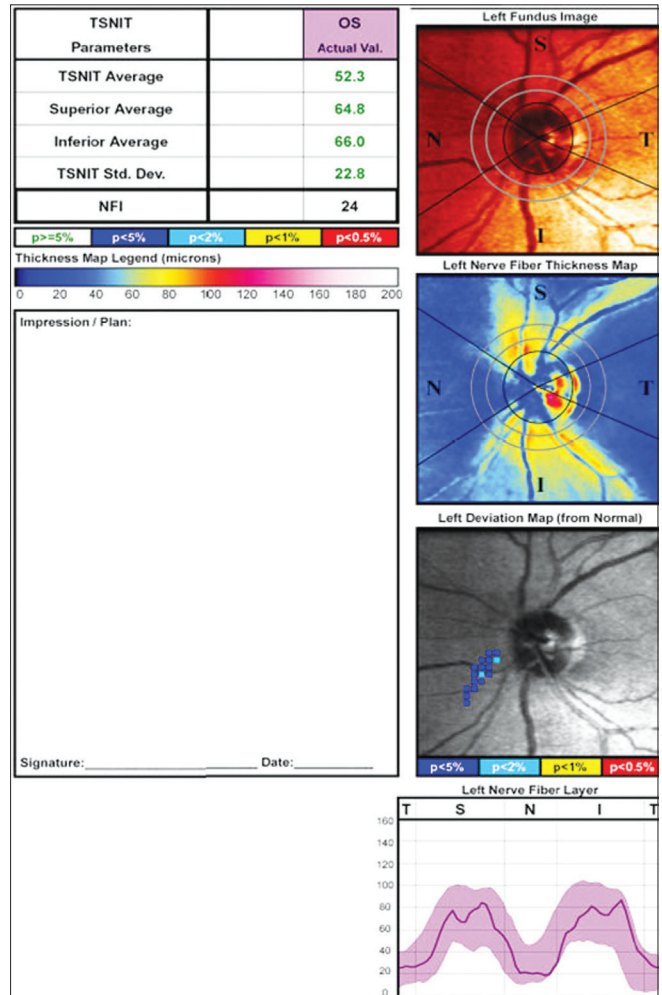 TSNIT
Parameters
OS
Actual Val.
TSNIT Average 52.3
Superior Average 64.8
Inferior Average 66.0
TSNIT Std. Dev. 22.8
NFI 24
p>=5% p<5% p<2% p<1% p<0.5%
Thickness Map Legend (microns)
0 20 40 60 80 100 120 140 160 180 200
Impression / Plan:
Signature: Date:
Left Fundus Image
S
N T
I
Left Nerve Fiber Thickness Map
S
N T
I
Left Deviation Map (from Normal)
p<5% p<2% p<1% p<0.5%
Left Nerve Fiber Layer
T S N I T
160
140
120
100
80
60
40
20
0